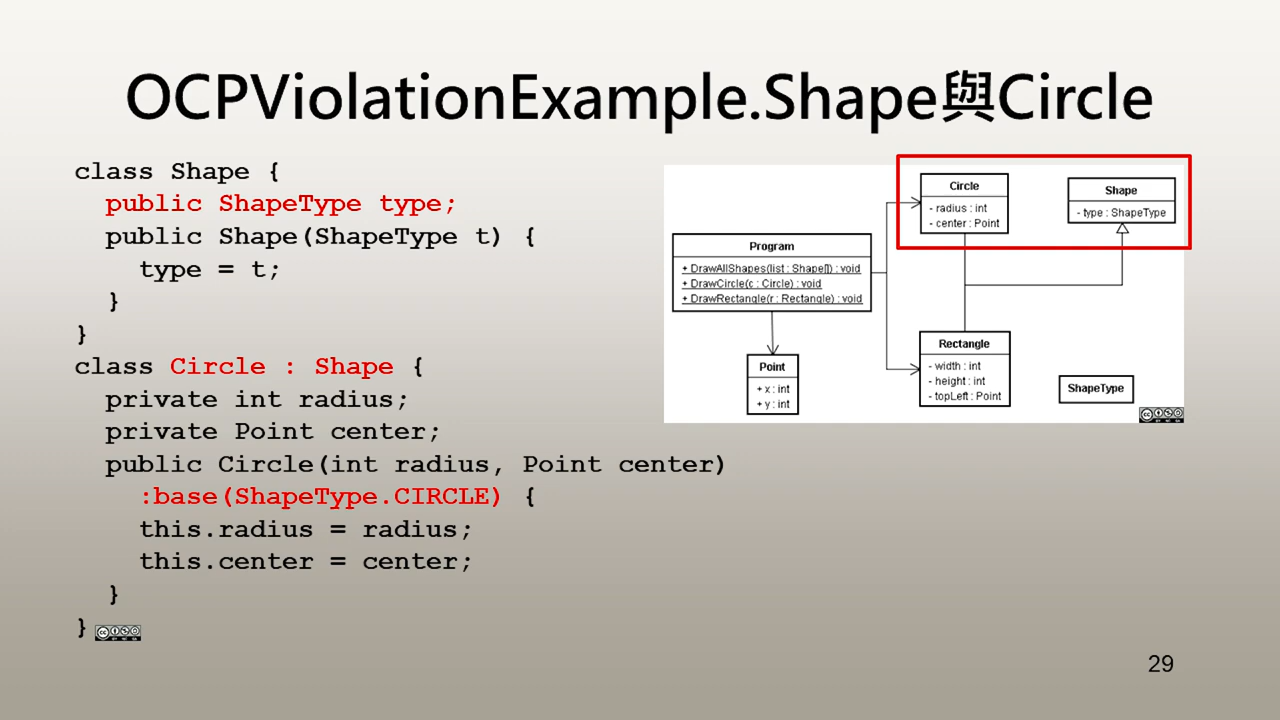 OCPViolationExample.Shape與Circle
class Shape {
public ShapeType type;
public Shape(ShapeType t) {
type = t;
}
}
class Circle : Shape {
private int radius;
private Point center;
public Circle(int radius, Point center)
:base(ShapeType.CIRCLE) {
this.radius = radius;
this.center = center;
}
}
Circle
- radius : int
- center : Point
Shape
- type : ShapeType
Program
+ DrawAllShapes(list : Shape[]) : void
+ DrawCircle(c : Circle) : void
+ DrawRectangle(r : Rectangle) : void
Point
+ x : int
+ y : int
Rectangle
- width : int
- height : int
- topLeft : Point
ShapeType
29